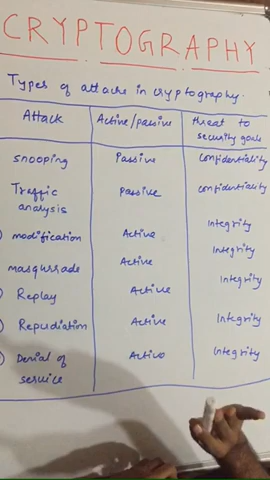 CRYPTOGRAPHY
Types of attacks in cryptography.
Attack Active/passive threat to security goals
snooping Passive Confidentiality
Traffic analysis passive Confidentiality
) modification Active Integrity
masqurrade Active Integrity
) Replay Active Integrity
) Repudiation Active Integrity
) Denial of service Active Integrity